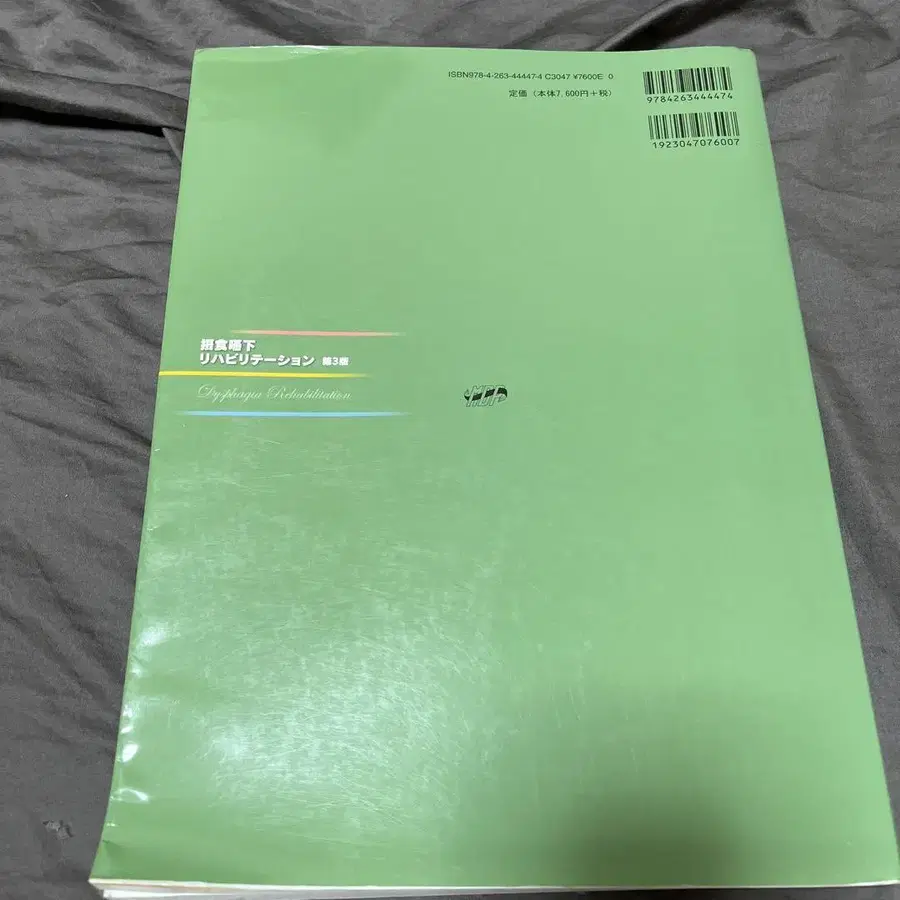 ISBN978-4-263-44447-4 C3047 ¥7600E 0
定価(本体7,600円+税)
9784263444474
1923047076007
摂食嚥下
リハビリテーション 第3版
Dysphagia Rehabilitation